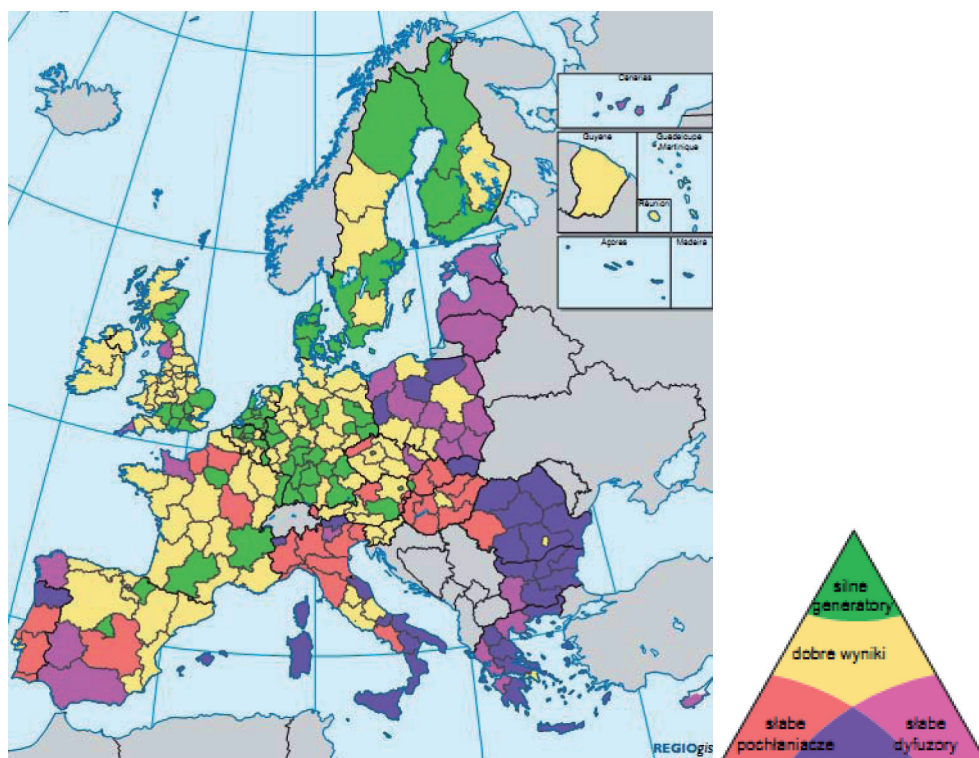 Canarias
Guyane
Guadeloupe
Martinique
Réunion
Açores
Madeira
REGIOgis
silne
generatory
dobre wyniki
słabe
pochłaniacze
słabe
dyfuzory